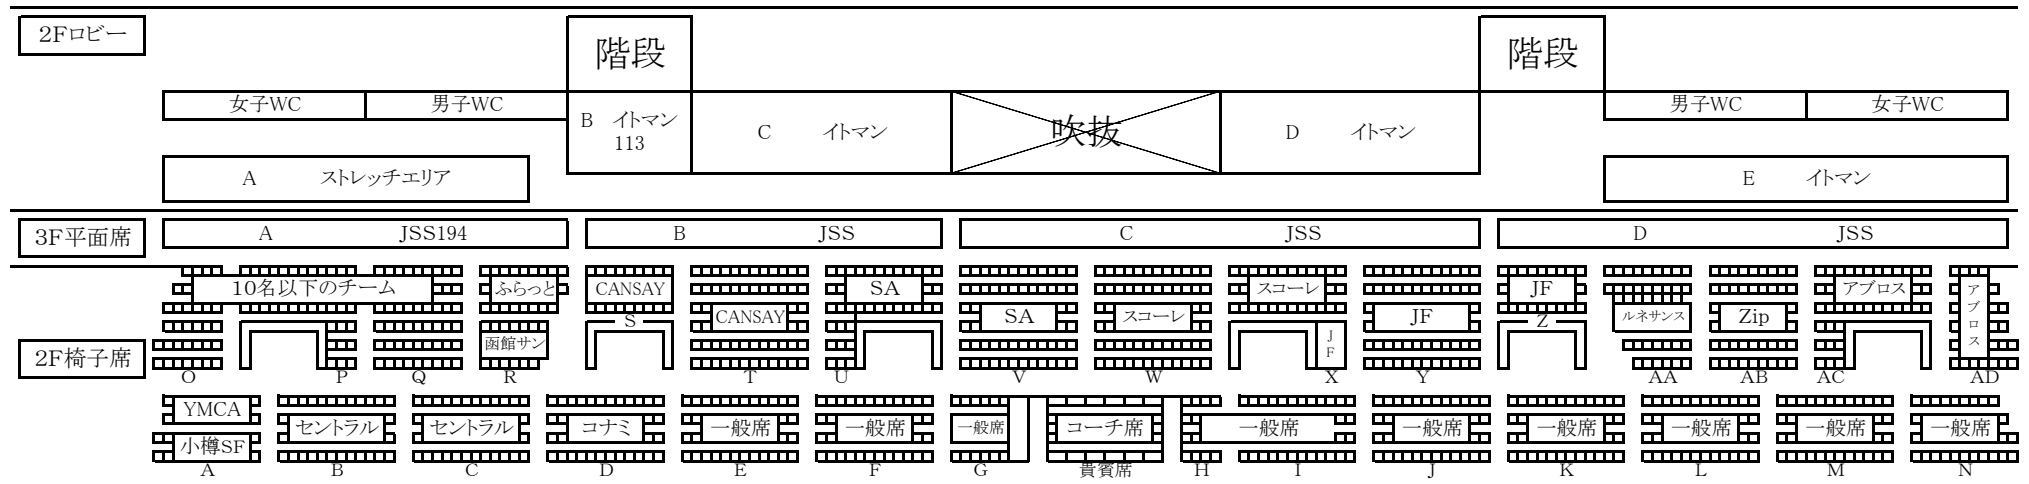 2Fロビー
階段
階段
女子WC
男子WC
B イトマン
113
C イトマン
吹抜
D イトマン
男子WC
女子WC
A ストレッチエリア
E イトマン
3F平面席
A JSS194
B JSS
C JSS
D JSS
2F椅子席
10名以下のチーム
ふらっと
CANSAY
SA
スコーレ
JF
アブロス
アブロス
S
CANSAY
SA
スコーレ
JF
Z
ルネサンス
Zip
函館サン
JF
O
P
Q
R
T
U
V
W
X
Y
AA
AB
AC
AD
YMCA
小樽SF
セントラル
セントラル
コナミ
一般席
一般席
一般席
コーチ席
一般席
一般席
一般席
一般席
一般席
一般席
A
B
C
D
E
F
G
貴賓席
H
I
J
K
L
M
N